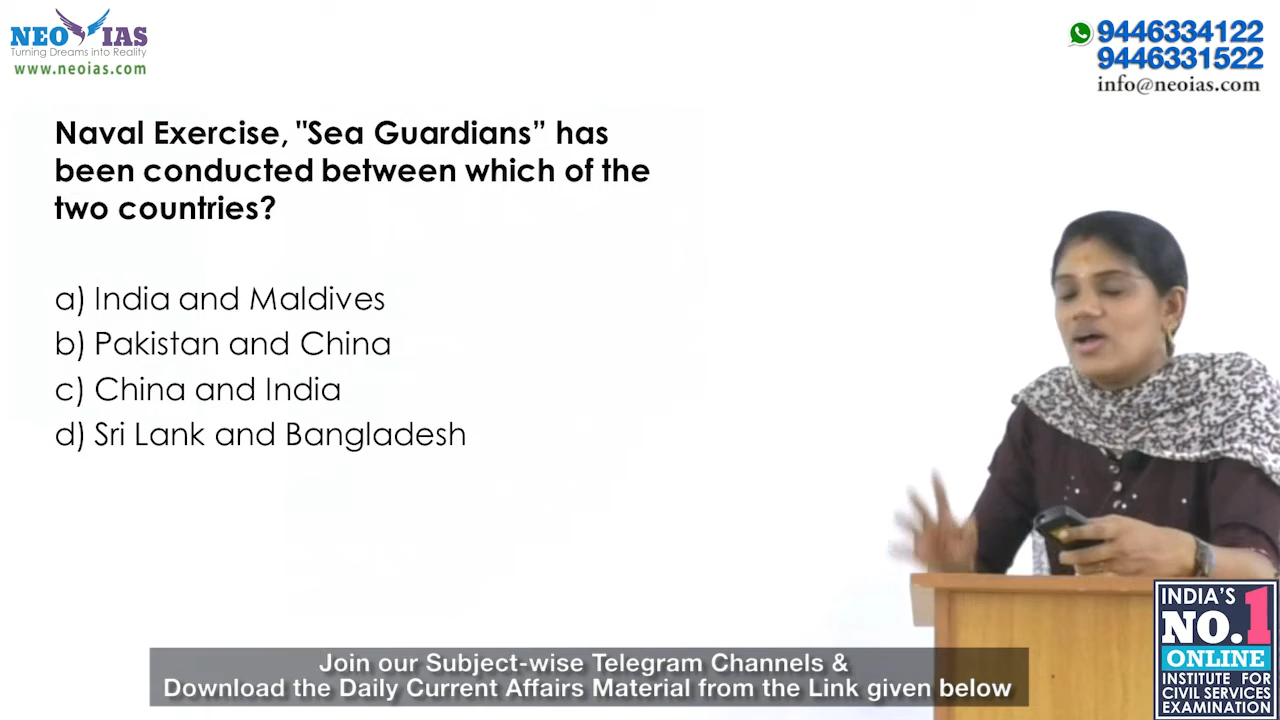 NEO IAS
Turning Dreams into Reality
www.neoias.com
9446334122
9446331522
info@neoias.com
Naval Exercise, "Sea Guardians” has
been conducted between which of the
two countries?
a) India and Maldives
b) Pakistan and China
c) China and India
d) Sri Lank and Bangladesh
INDIA'S
NO.1
ONLINE
INSTITUTE FOR
CIVIL SERVICES
EXAMINATION
Join our Subject-wise Telegram Channels &
Download the Daily Current Affairs Material from the Link given below